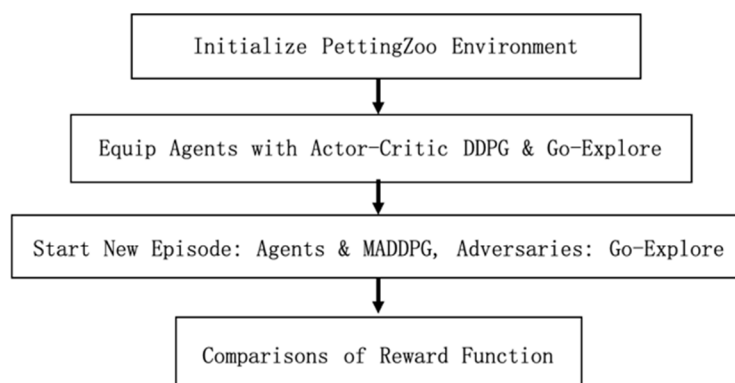 Initialize PettingZoo Environment
Equip Agents with Actor-Critic DDPG & Go-Explore
Start New Episode: Agents & MADDPG, Adversaries: Go-Explore
Comparisons of Reward Function